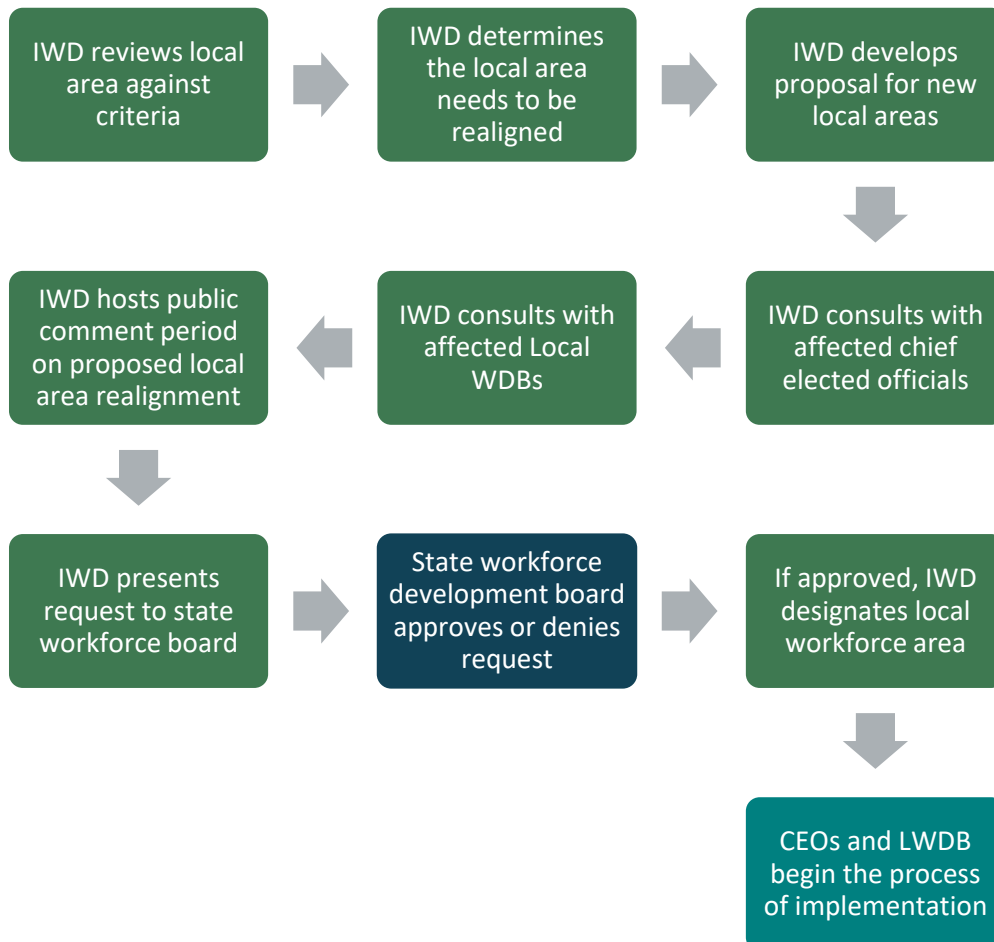 IWD reviews local
area against
criteria
IWD determines
the local area
needs to be
realigned
IWD develops
proposal for new
local areas
IWD consults with
affected chief
elected officials
IWD consults with
affected Local
WDBs
IWD hosts public
comment period
on proposed local
area realignment
IWD presents
request to state
workforce board
State workforce
development board
approves or denies
request
If approved, IWD
designates local
workforce area
CEOs and LWDB
begin the process
of implementation